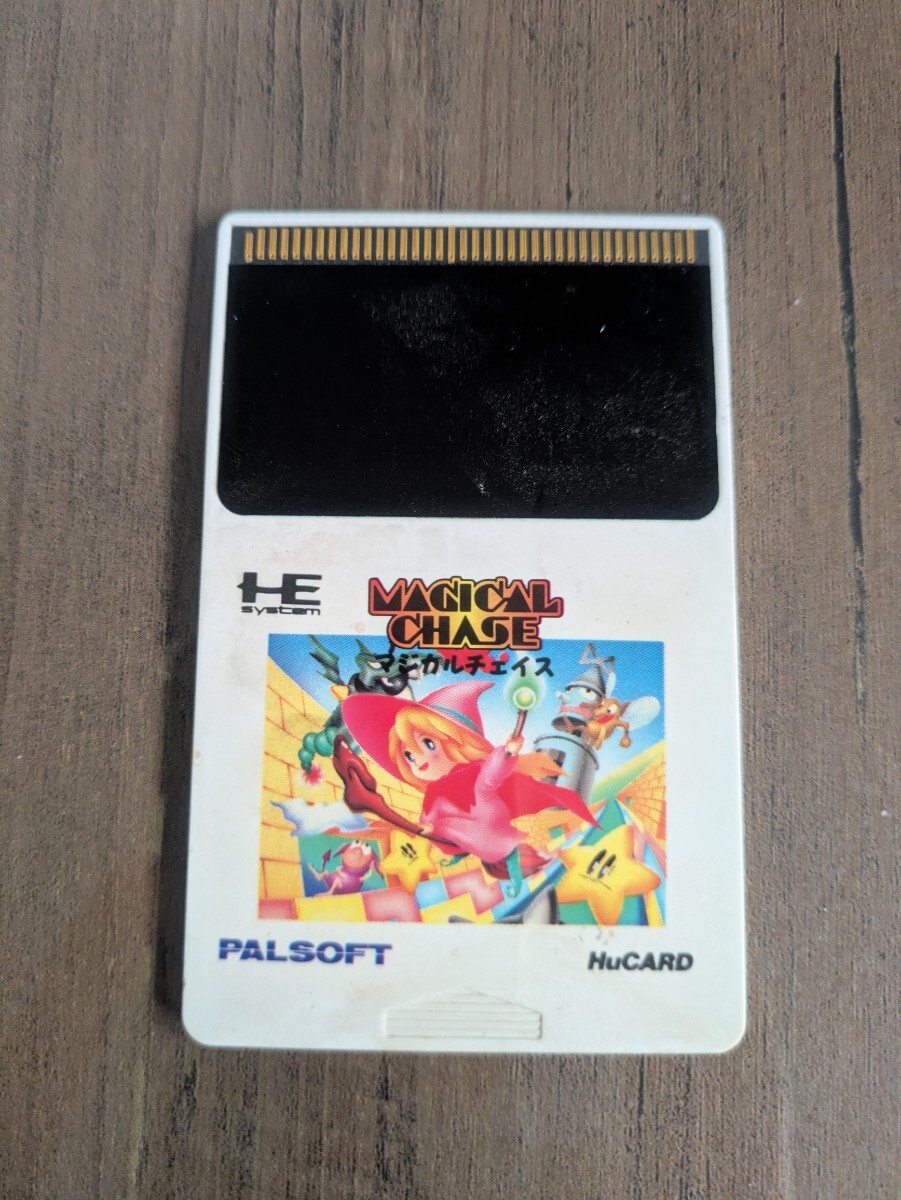 HE
system
MAGICAL
CHASE
マジカルチェイス
PALSOFT
HuCARD